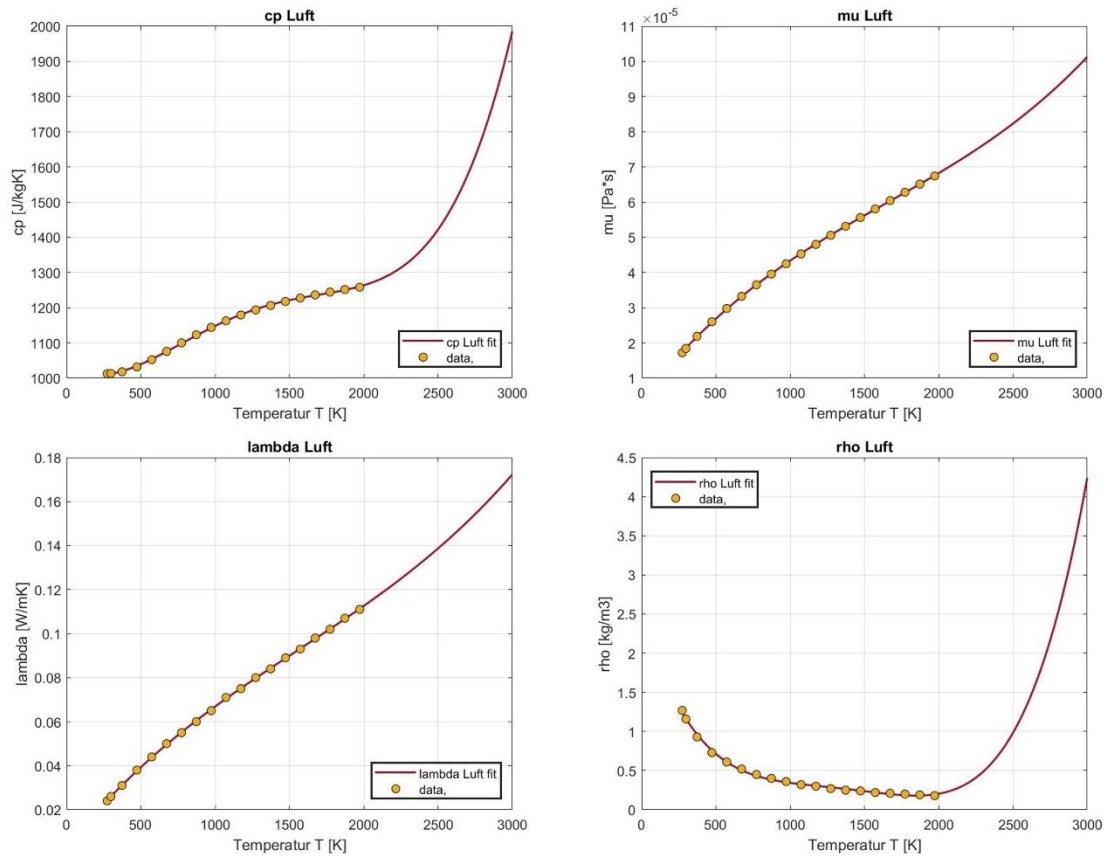 cp Luft
2000
1900
1800
1700
1600
1500
1400
1300
1200
1100
1000
cp [J/kgK]
0 500 1000 1500 2000 2500 3000
Temperatur T [K]
cp Luft fit
data,
mu Luft
×10⁻⁵
11
10
9
8
7
6
5
4
3
2
1
mu [Pa*s]
0 500 1000 1500 2000 2500 3000
Temperatur T [K]
mu Luft fit
data,
lambda Luft
0.18
0.16
0.14
0.12
0.1
0.08
0.06
0.04
0.02
lambda [W/mK]
0 500 1000 1500 2000 2500 3000
Temperatur T [K]
lambda Luft fit
data,
rho Luft
4.5
4
3.5
3
2.5
2
1.5
1
0.5
0
rho [kg/m3]
0 500 1000 1500 2000 2500 3000
Temperatur T [K]
rho Luft fit
data,